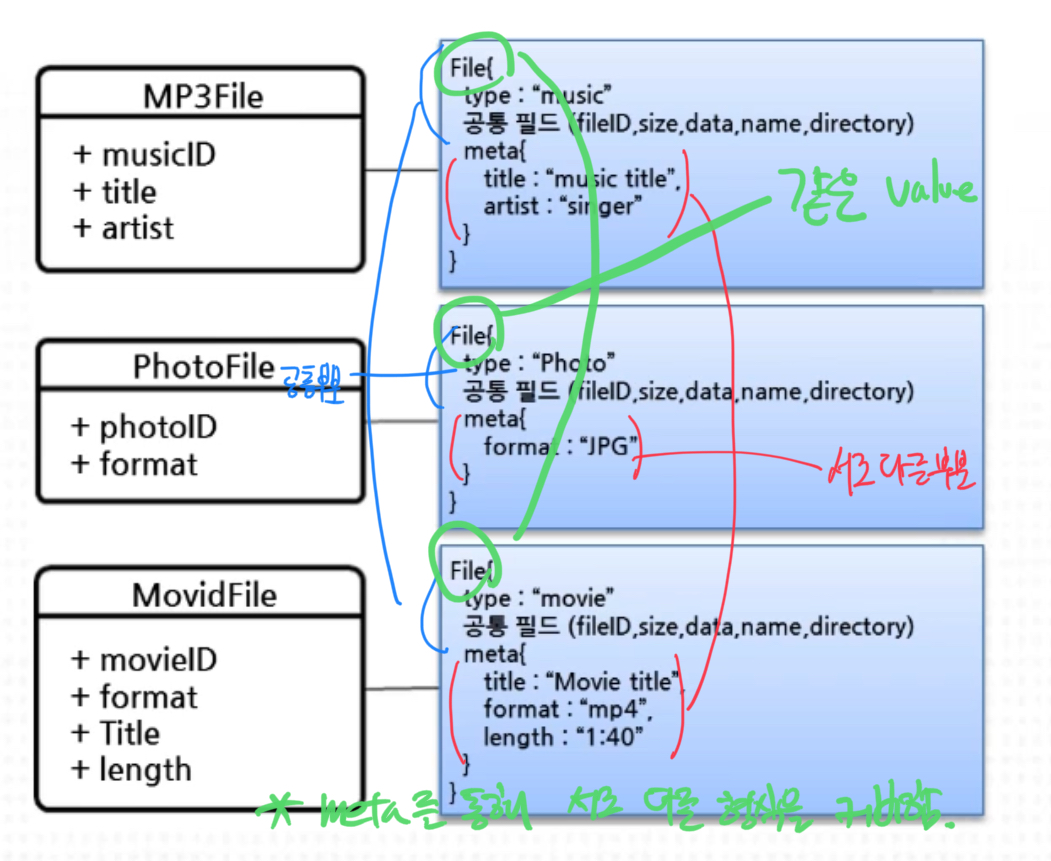 MP3File
+ musicID
+ title
+ artist
File{
type : “music”
공통 필드 (fileID,size,data,name,directory)
meta{
title : “music title”,
artist : “singer”
}
}
같은 value
PhotoFile
+ photoID
+ format
공통부분
File{
type : “Photo”
공통 필드 (fileID,size,data,name,directory)
meta{
format : “JPG”
}
}
서로 다른 부분
MovidFile
+ movieID
+ format
+ Title
+ length
File{
type : “movie”
공통 필드 (fileID,size,data,name,directory)
meta{
title : “Movie title”,
format : “mp4”,
length : “1:40”
}
}
* meta를 통해 서로 다른 형식을 커버함.